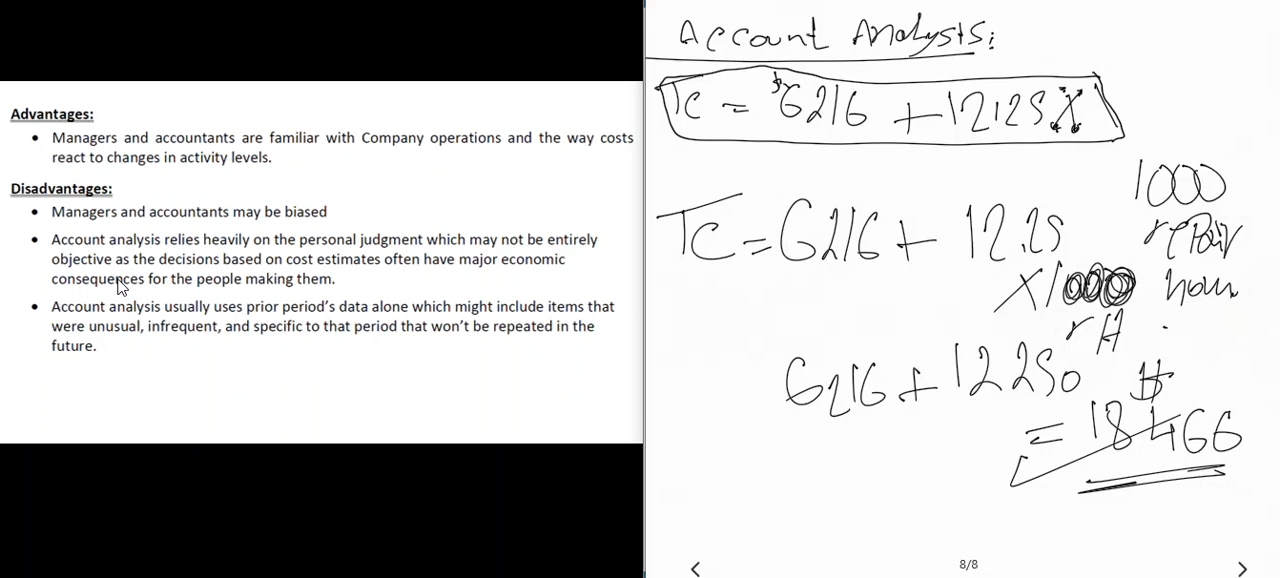 Advantages:
• Managers and accountants are familiar with Company operations and the way costs
react to changes in activity levels.
Disadvantages:
• Managers and accountants may be biased
• Account analysis relies heavily on the personal judgment which may not be entirely
objective as the decisions based on cost estimates often have major economic
consequences for the people making them.
• Account analysis usually uses prior period's data alone which might include items that
were unusual, infrequent, and specific to that period that won't be repeated in the
future.
Account Analysis:
TC = $6216 + 12.25X
1000
repair
hour
TC = 6216 + 12.25
X1000
rH
6216 + 12250 $
= 18466
8/8